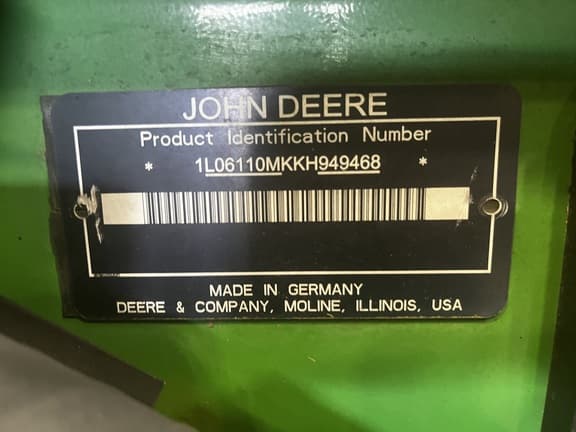 JOHN DEERE
Product Identification Number
* 1L06110MKKH949468 *
MADE IN GERMANY
DEERE & COMPANY, MOLINE, ILLINOIS, USA